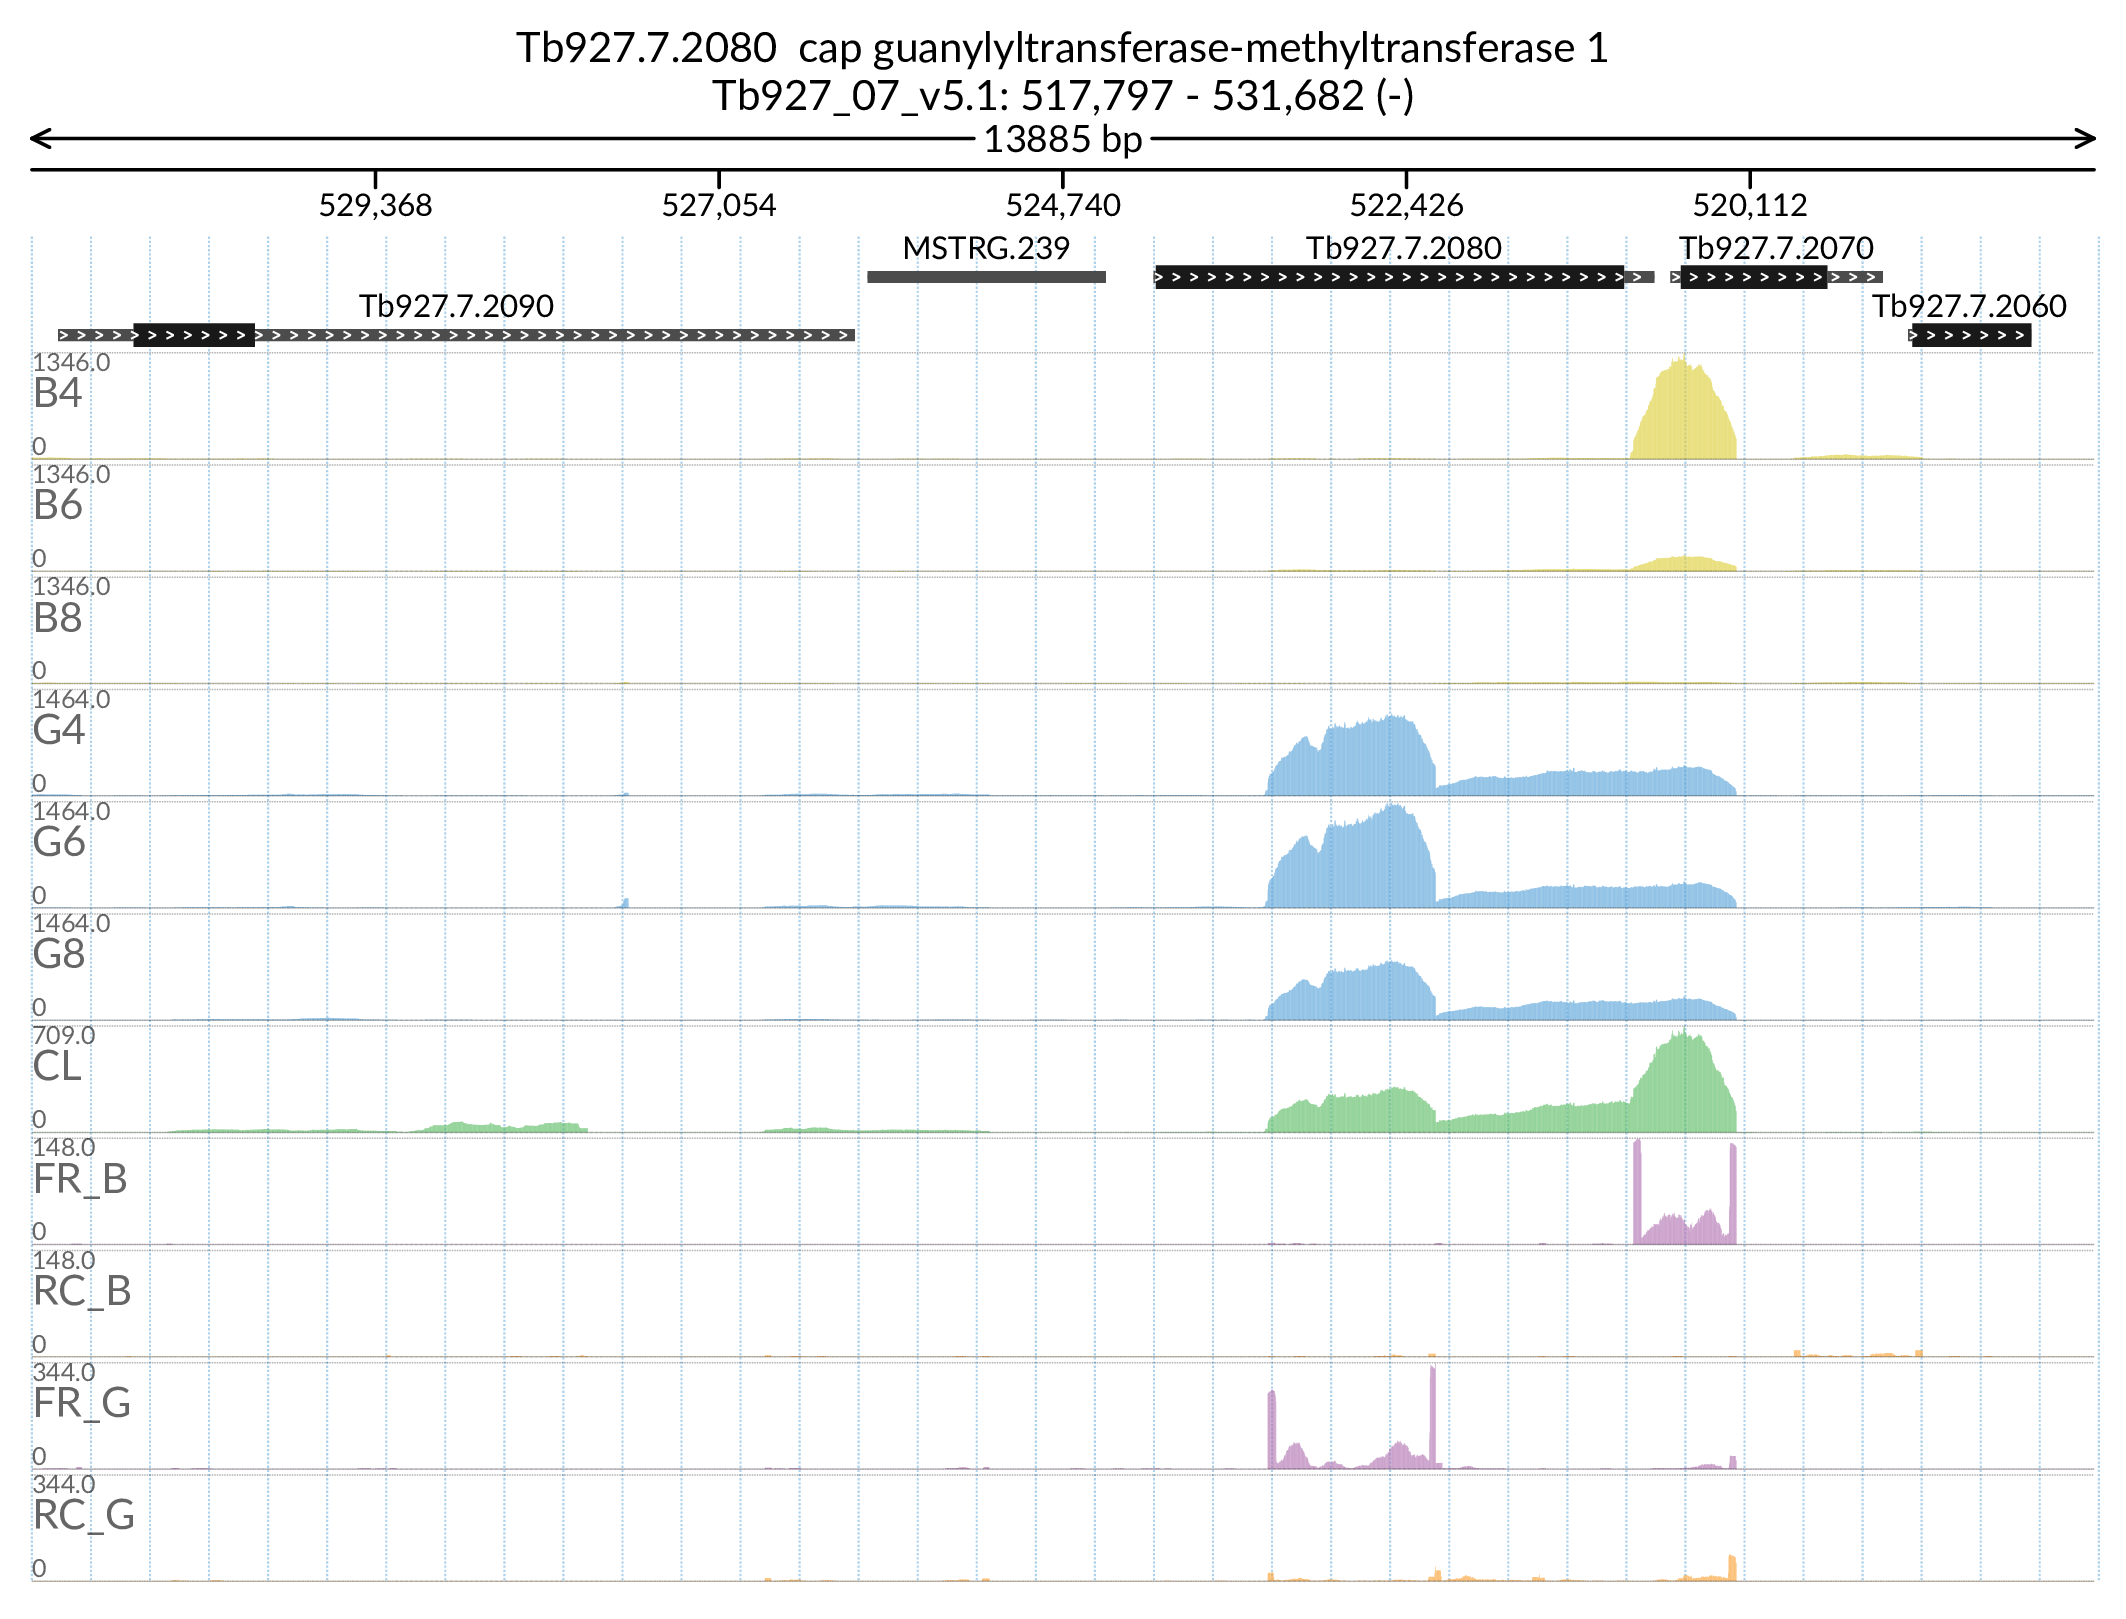 Tb927.7.2080  cap guanylyltransferase-methyltransferase 1
Tb927_07_v5.1: 517,797 - 531,682 (-)
13885 bp
529,368 527,054 524,740 522,426 520,112
MSTRG.239 Tb927.7.2080 Tb927.7.2070
Tb927.7.2090 Tb927.7.2060
1346.0
B4
0
1346.0
B6
0
1346.0
B8
0
1464.0
G4
0
1464.0
G6
0
1464.0
G8
0
709.0
CL
0
148.0
FR_B
0
148.0
RC_B
0
344.0
FR_G
0
344.0
RC_G
0